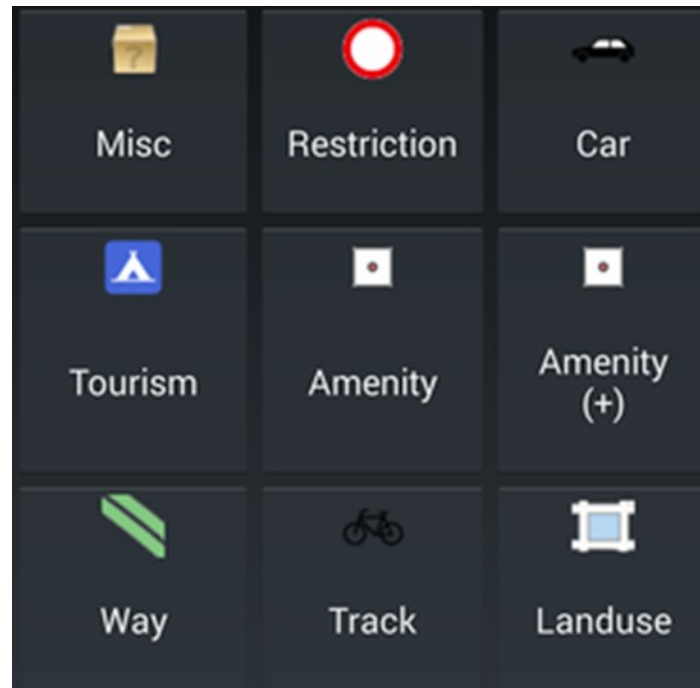 ?
Misc
Restriction
Car
Tourism
Amenity
Amenity
(+)
Way
Track
Landuse